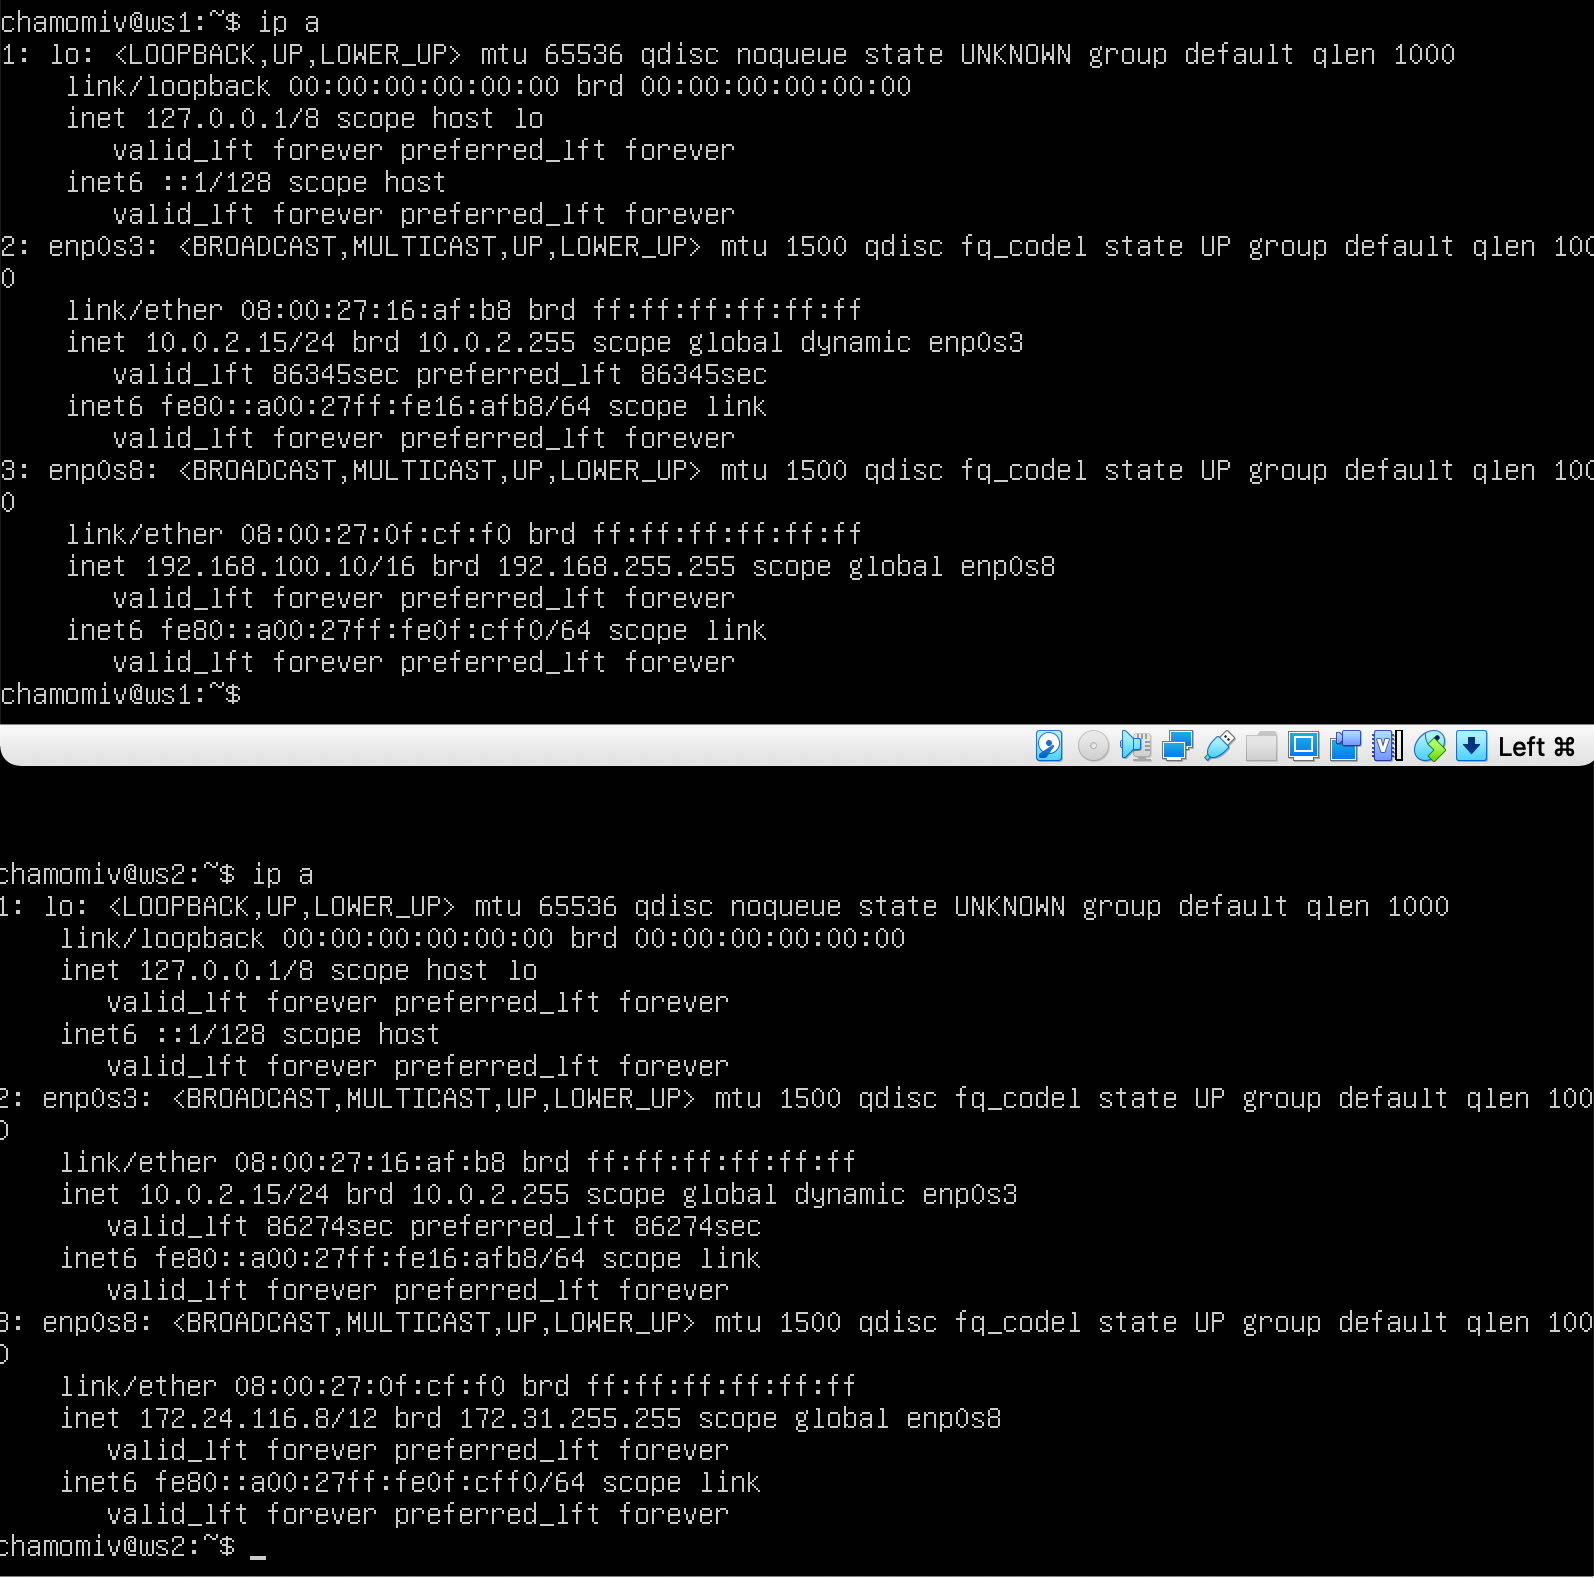 chamomiv@ws1:~$ ip a
1: lo: <LOOPBACK,UP,LOWER_UP> mtu 65536 qdisc noqueue state UNKNOWN group default qlen 1000
    link/loopback 00:00:00:00:00:00 brd 00:00:00:00:00:00
    inet 127.0.0.1/8 scope host lo
       valid_lft forever preferred_lft forever
    inet6 ::1/128 scope host
       valid_lft forever preferred_lft forever
2: enp0s3: <BROADCAST,MULTICAST,UP,LOWER_UP> mtu 1500 qdisc fq_codel state UP group default qlen 100
0
    link/ether 08:00:27:16:af:b8 brd ff:ff:ff:ff:ff:ff
    inet 10.0.2.15/24 brd 10.0.2.255 scope global dynamic enp0s3
       valid_lft 86345sec preferred_lft 86345sec
    inet6 fe80::a00:27ff:fe16:afb8/64 scope link
       valid_lft forever preferred_lft forever
3: enp0s8: <BROADCAST,MULTICAST,UP,LOWER_UP> mtu 1500 qdisc fq_codel state UP group default qlen 100
0
    link/ether 08:00:27:0f:cf:f0 brd ff:ff:ff:ff:ff:ff
    inet 192.168.100.10/16 brd 192.168.255.255 scope global enp0s8
       valid_lft forever preferred_lft forever
    inet6 fe80::a00:27ff:fe0f:cff0/64 scope link
       valid_lft forever preferred_lft forever
chamomiv@ws1:~$
Left ⌘
chamomiv@ws2:~$ ip a
1: lo: <LOOPBACK,UP,LOWER_UP> mtu 65536 qdisc noqueue state UNKNOWN group default qlen 1000
    link/loopback 00:00:00:00:00:00 brd 00:00:00:00:00:00
    inet 127.0.0.1/8 scope host lo
       valid_lft forever preferred_lft forever
    inet6 ::1/128 scope host
       valid_lft forever preferred_lft forever
2: enp0s3: <BROADCAST,MULTICAST,UP,LOWER_UP> mtu 1500 qdisc fq_codel state UP group default qlen 100
0
    link/ether 08:00:27:16:af:b8 brd ff:ff:ff:ff:ff:ff
    inet 10.0.2.15/24 brd 10.0.2.255 scope global dynamic enp0s3
       valid_lft 86274sec preferred_lft 86274sec
    inet6 fe80::a00:27ff:fe16:afb8/64 scope link
       valid_lft forever preferred_lft forever
3: enp0s8: <BROADCAST,MULTICAST,UP,LOWER_UP> mtu 1500 qdisc fq_codel state UP group default qlen 100
0
    link/ether 08:00:27:0f:cf:f0 brd ff:ff:ff:ff:ff:ff
    inet 172.24.116.8/12 brd 172.31.255.255 scope global enp0s8
       valid_lft forever preferred_lft forever
    inet6 fe80::a00:27ff:fe0f:cff0/64 scope link
       valid_lft forever preferred_lft forever
chamomiv@ws2:~$ _